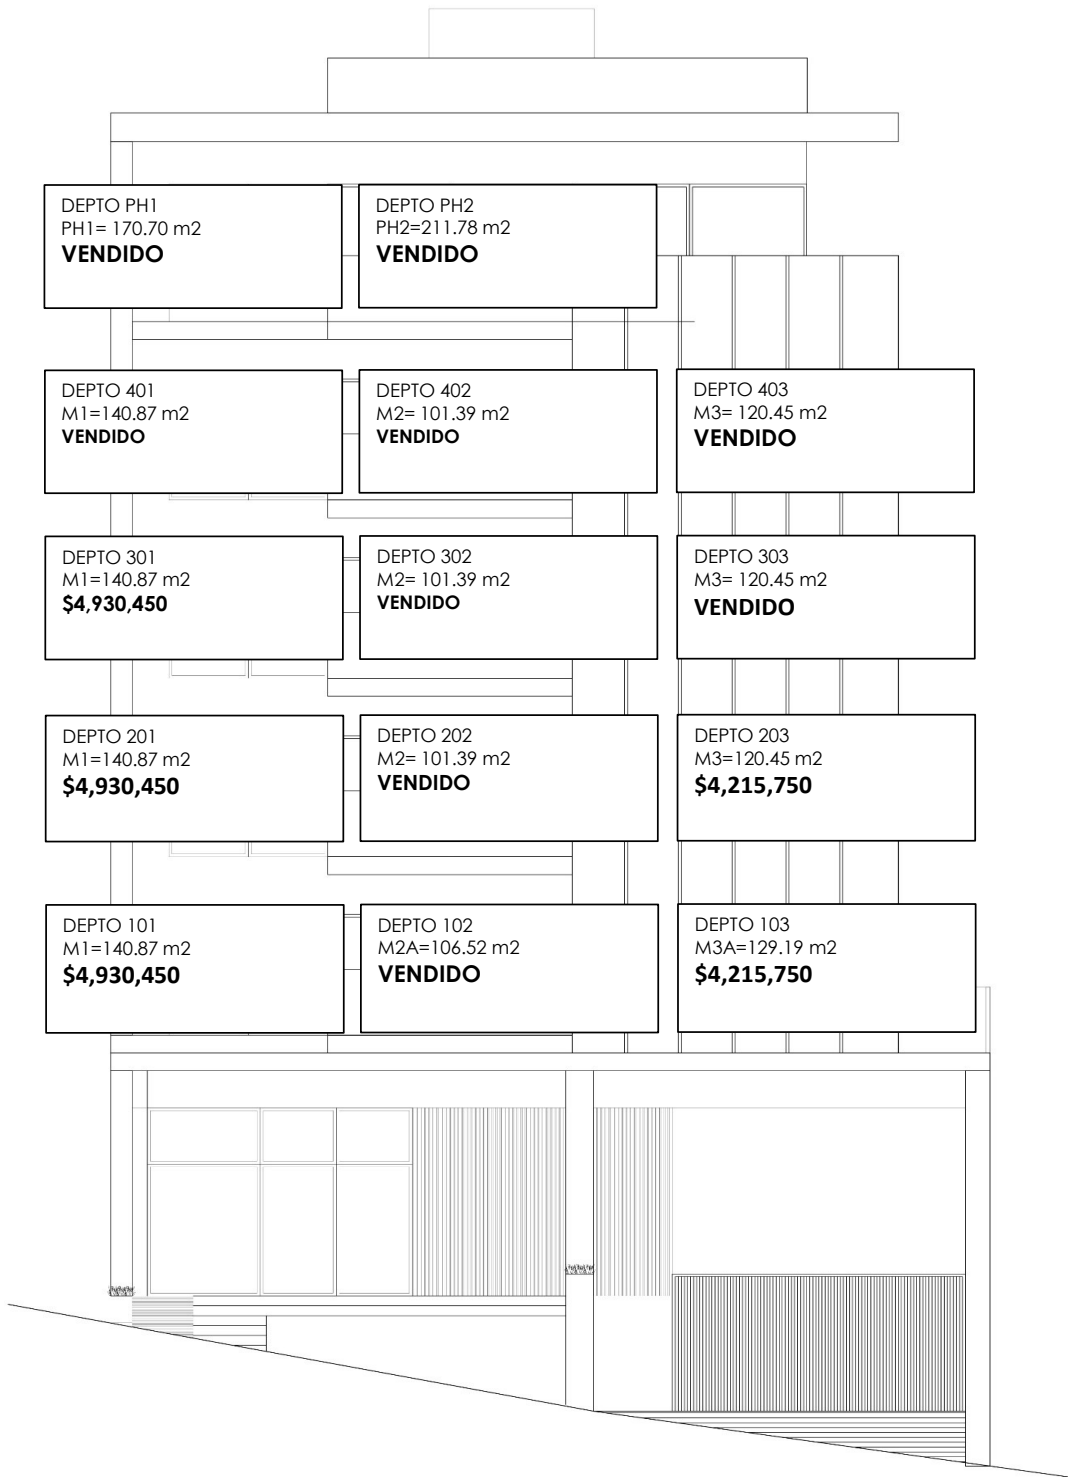 DEPTO PH1
PH1= 170.70 m2
VENDIDO
DEPTO PH2
PH2=211.78 m2
VENDIDO
DEPTO 401
M1=140.87 m2
VENDIDO
DEPTO 402
M2= 101.39 m2
VENDIDO
DEPTO 403
M3= 120.45 m2
VENDIDO
DEPTO 301
M1=140.87 m2
$4,930,450
DEPTO 302
M2= 101.39 m2
VENDIDO
DEPTO 303
M3= 120.45 m2
VENDIDO
DEPTO 201
M1=140.87 m2
$4,930,450
DEPTO 202
M2= 101.39 m2
VENDIDO
DEPTO 203
M3=120.45 m2
$4,215,750
DEPTO 101
M1=140.87 m2
$4,930,450
DEPTO 102
M2A=106.52 m2
VENDIDO
DEPTO 103
M3A=129.19 m2
$4,215,750